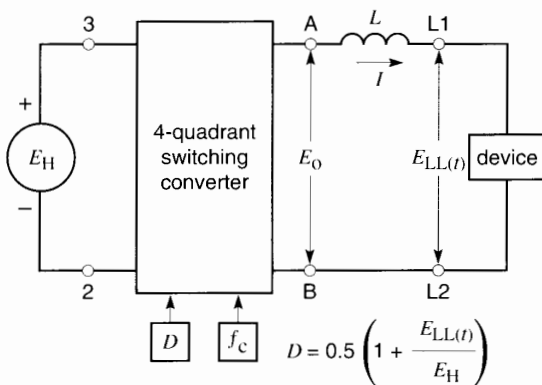 3
A
L
L1
I
+
E_H
−
4-quadrant
switching
converter
E_O
E_LL(t)
device
2
B
L2
D
f_c
D = 0.5 (1 + E_LL(t) / E_H)